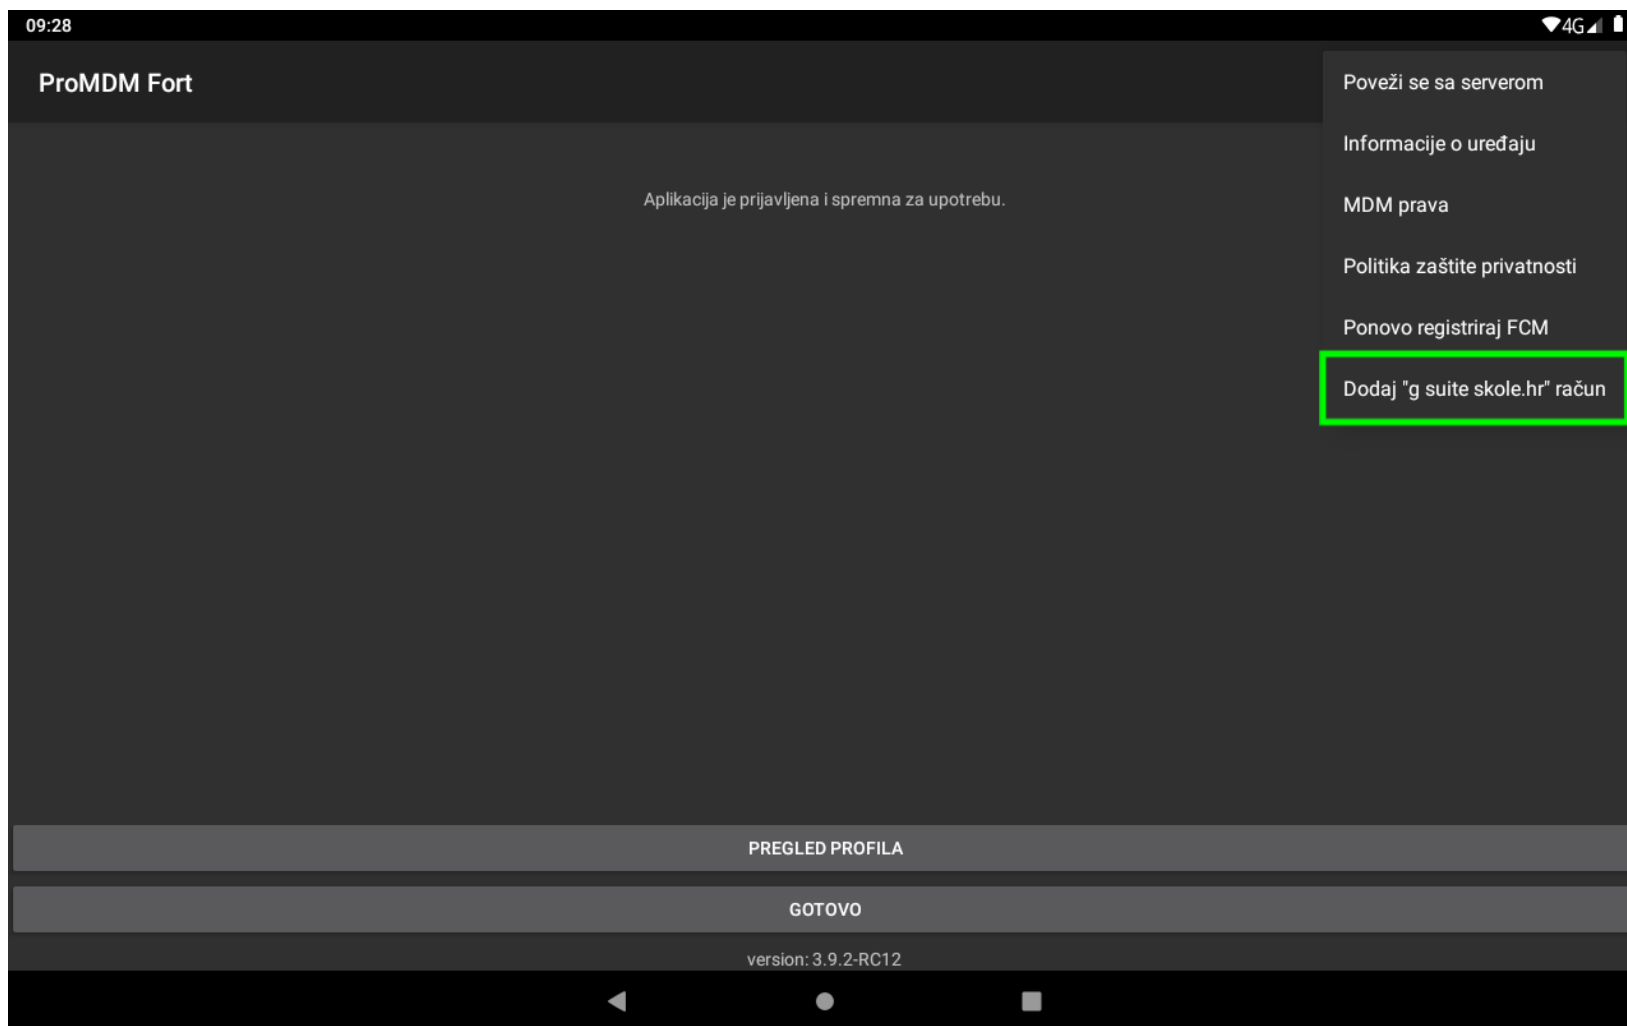 09:28
4G
ProMDM Fort
Poveži se sa serverom
Informacije o uređaju
Aplikacija je prijavljena i spremna za upotrebu.
MDM prava
Politika zaštite privatnosti
Ponovo registriraj FCM
Dodaj "g suite skole.hr" račun
PREGLED PROFILA
GOTOVO
version: 3.9.2-RC12